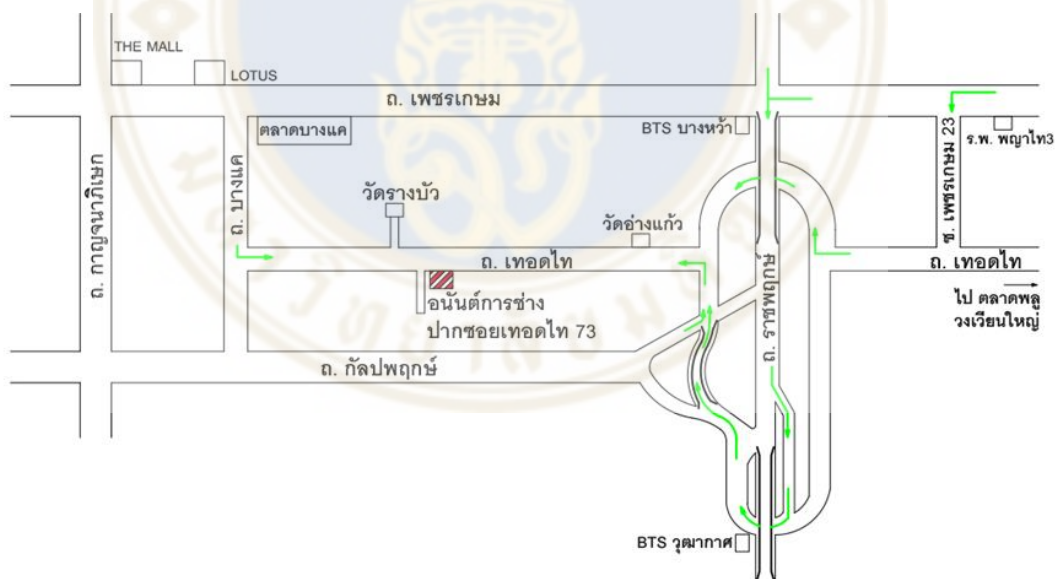 THE MALL
LOTUS
ถ. เพชรเกษม
ตลาดบางแค
BTS บางหว้า
ร.พ. พญาไท3
ซ. เพชรเกษม 23
ถ. กาญจนาภิเษก
ถ. บางแค
วัดรางบัว
วัดอ่างแก้ว
ถ. เทอดไท
ถ. เทอดไท
ถ. ราชพฤกษ์
ไป ตลาดพลู
วงเวียนใหญ่
อนันต์การช่าง
ปากซอยเทอดไท 73
ถ. กัลปพฤกษ์
BTS วุฒากาศ